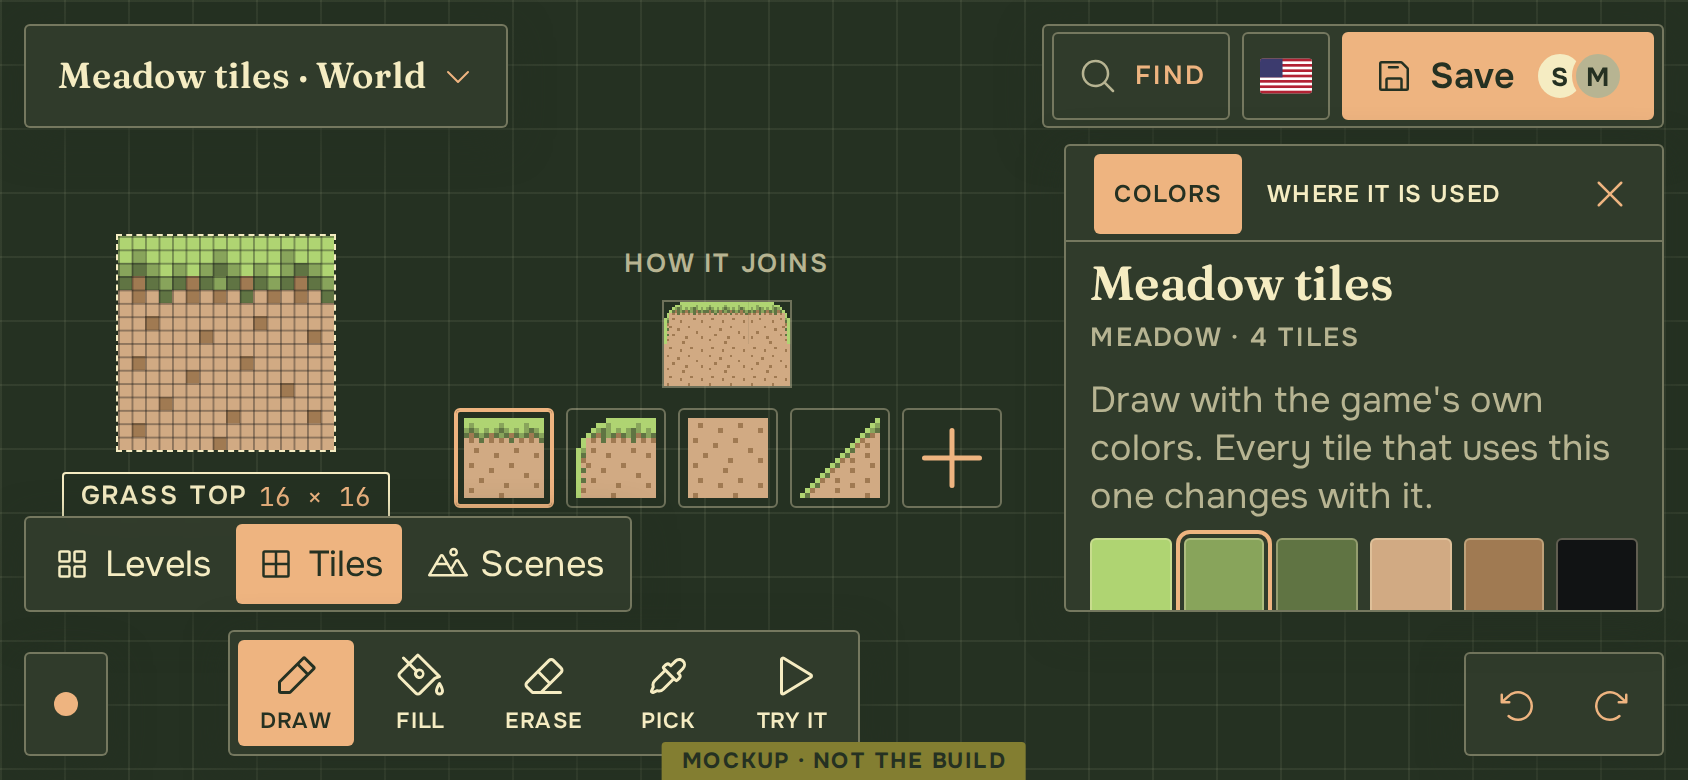 Meadow tiles · World
FIND
Save
S
M
COLORS
WHERE IT IS USED
Meadow tiles
MEADOW · 4 TILES
Draw with the game's own
colors. Every tile that uses this
one changes with it.
HOW IT JOINS
GRASS TOP 16 × 16
Levels
Tiles
Scenes
DRAW
FILL
ERASE
PICK
TRY IT
MOCKUP · NOT THE BUILD